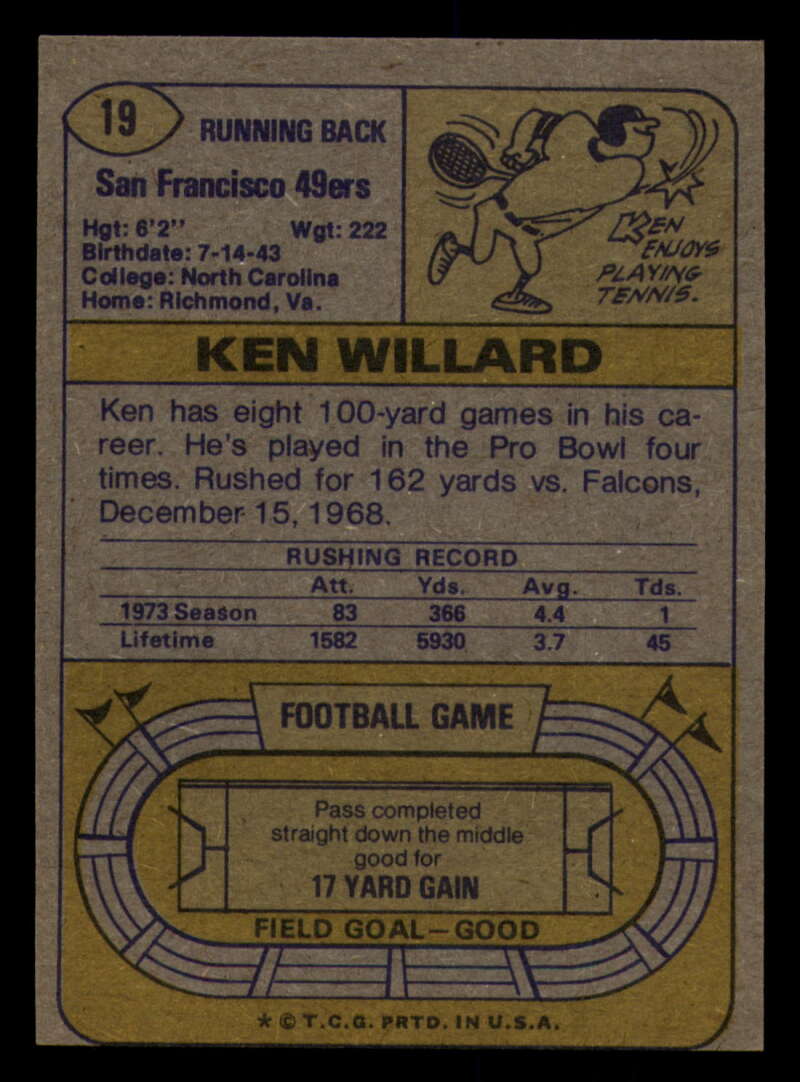 19
RUNNING BACK
San Francisco 49ers
Hgt: 6'2" Wgt: 222
Birthdate: 7-14-43
College: North Carolina
Home: Richmond, Va.
KEN
ENJOYS
PLAYING
TENNIS.
KEN WILLARD
Ken has eight 100-yard games in his ca-
reer. He's played in the Pro Bowl four
times. Rushed for 162 yards vs. Falcons,
December 15, 1968.
RUSHING RECORD
Att. Yds. Avg. Tds.
1973 Season 83 366 4.4 1
Lifetime 1582 5930 3.7 45
FOOTBALL GAME
Pass completed
straight down the middle
good for
17 YARD GAIN
FIELD GOAL—GOOD
* © T.C.G. PRTD. IN U.S.A.